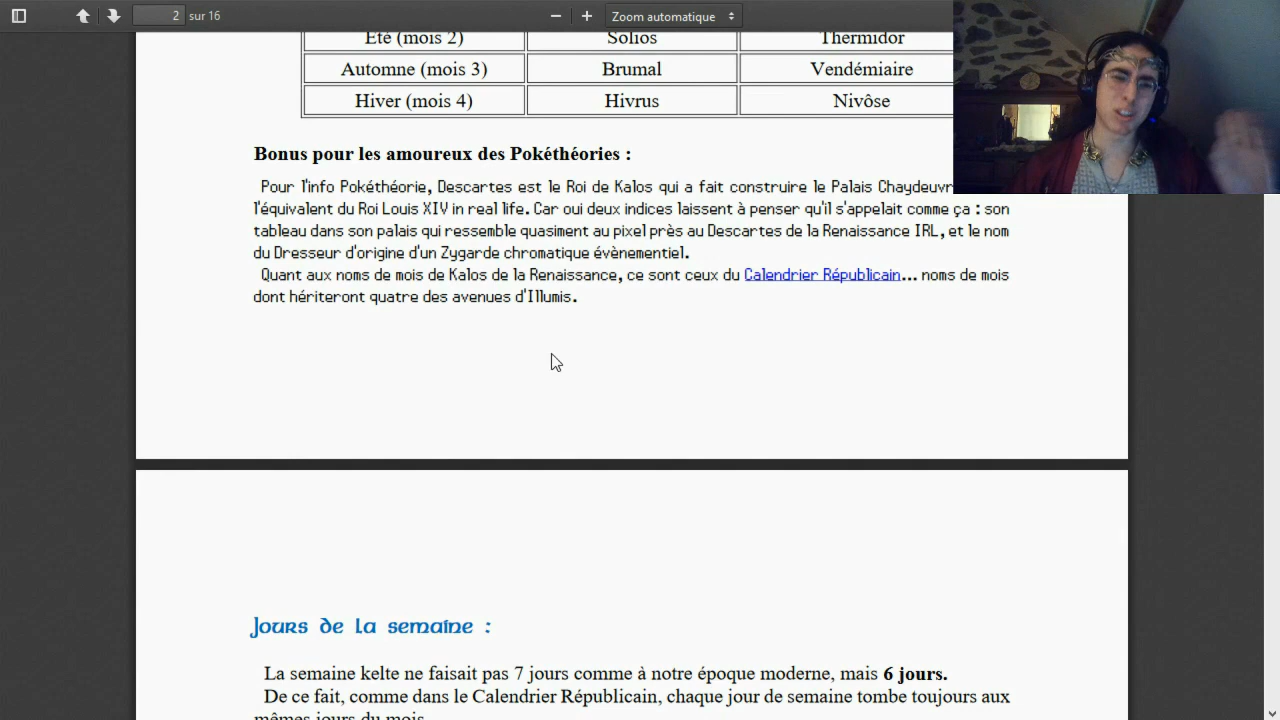 2 sur 16 Zoom automatique
Été (mois 2) Solios Thermidor
Automne (mois 3) Brumal Vendémiaire
Hiver (mois 4) Hivrus Nivôse
Bonus pour les amoureux des Pokéthéories :
Pour l'info Pokéthéorie, Descartes est le Roi de Kalos qui a fait construire le Palais
l'équivalent du Roi Louis XIV in real life. Car oui deux indices laissent à penser qu'il s'appelait comme ça : son
tableau dans son palais qui ressemble quasiment au pixel près au Descartes de la Renaissance IRL, et le nom
du Dresseur d'origine d'un Zygarde chromatique évènementiel.
Quant aux noms de mois de Kalos de la Renaissance, ce sont ceux du Calendrier Républicain... noms de mois
dont hériteront quatre des avenues d'Illumis.
Jours de la semaine :
La semaine kelte ne faisait pas 7 jours comme à notre époque moderne, mais 6 jours.
De ce fait, comme dans le Calendrier Républicain, chaque jour de semaine tombe toujours aux
mêmes jours du mois.